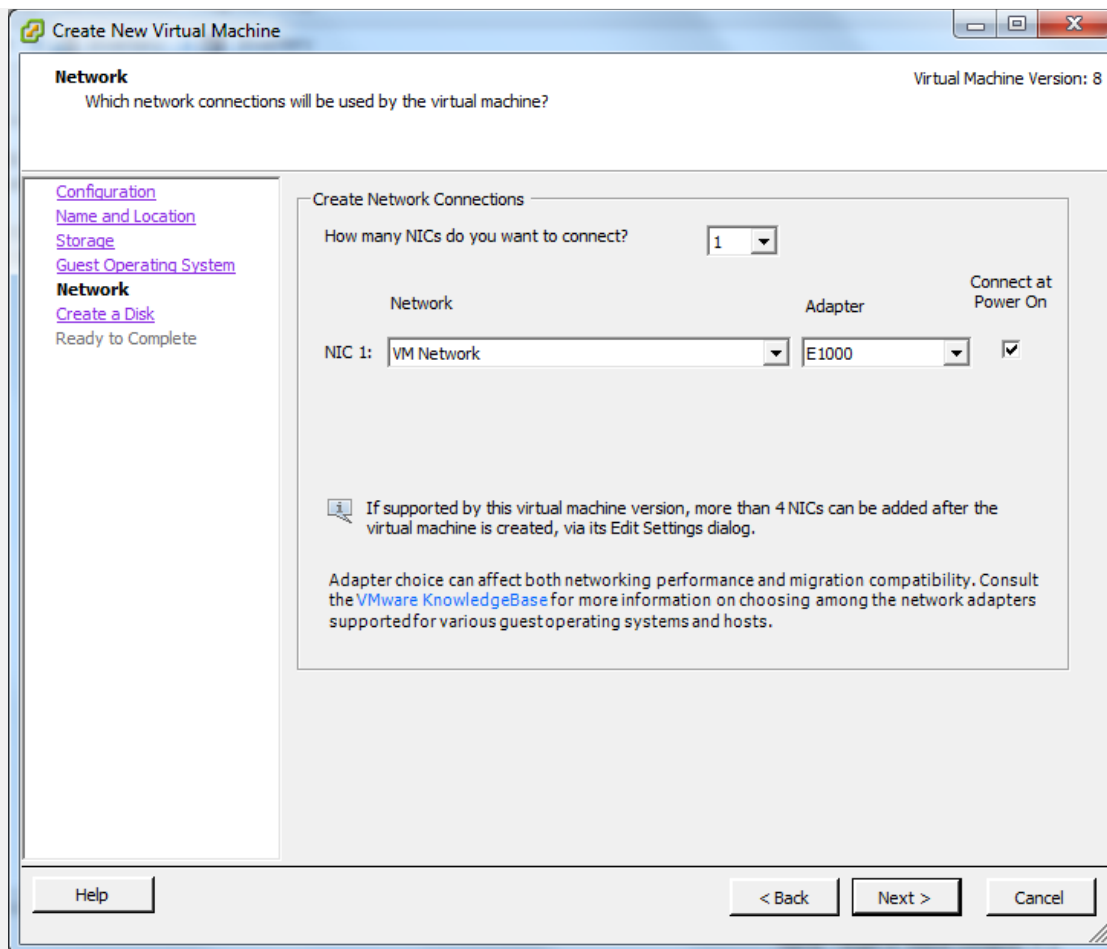 Create New Virtual Machine
Network
Virtual Machine Version: 8
Which network connections will be used by the virtual machine?
Configuration
Name and Location
Storage
Guest Operating System
Network
Create a Disk
Ready to Complete
Create Network Connections
How many NICs do you want to connect?
1
Network
Adapter
Connect at
Power On
NIC 1:
VM Network
E1000
If supported by this virtual machine version, more than 4 NICs can be added after the
virtual machine is created, via its Edit Settings dialog.
Adapter choice can affect both networking performance and migration compatibility. Consult
the VMware KnowledgeBase for more information on choosing among the network adapters
supported for various guest operating systems and hosts.
Help
< Back
Next >
Cancel